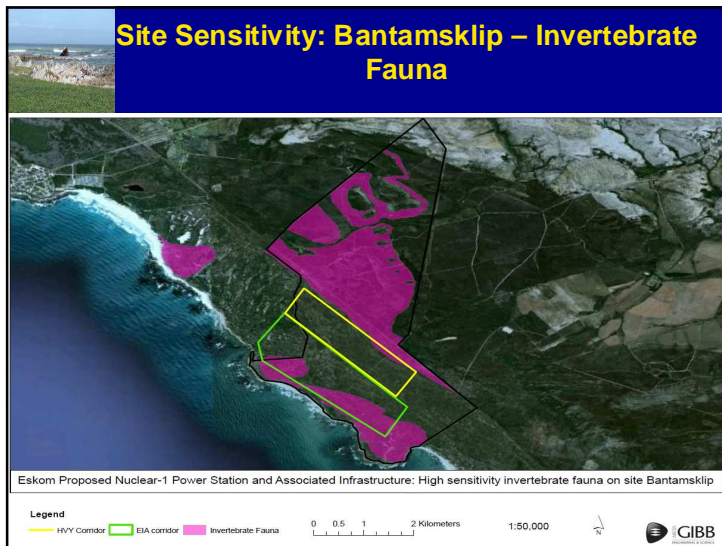 Site Sensitivity: Bantamsklip – Invertebrate
Fauna
Eskom Proposed Nuclear-1 Power Station and Associated Infrastructure: High sensitivity invertebrate fauna on site Bantamsklip
Legend
HVY Corridor EIA corridor Invertebrate Fauna
0 0.5 1 2 Kilometers
1:50,000
N
GIBB
ENGINEERING & SCIENCE